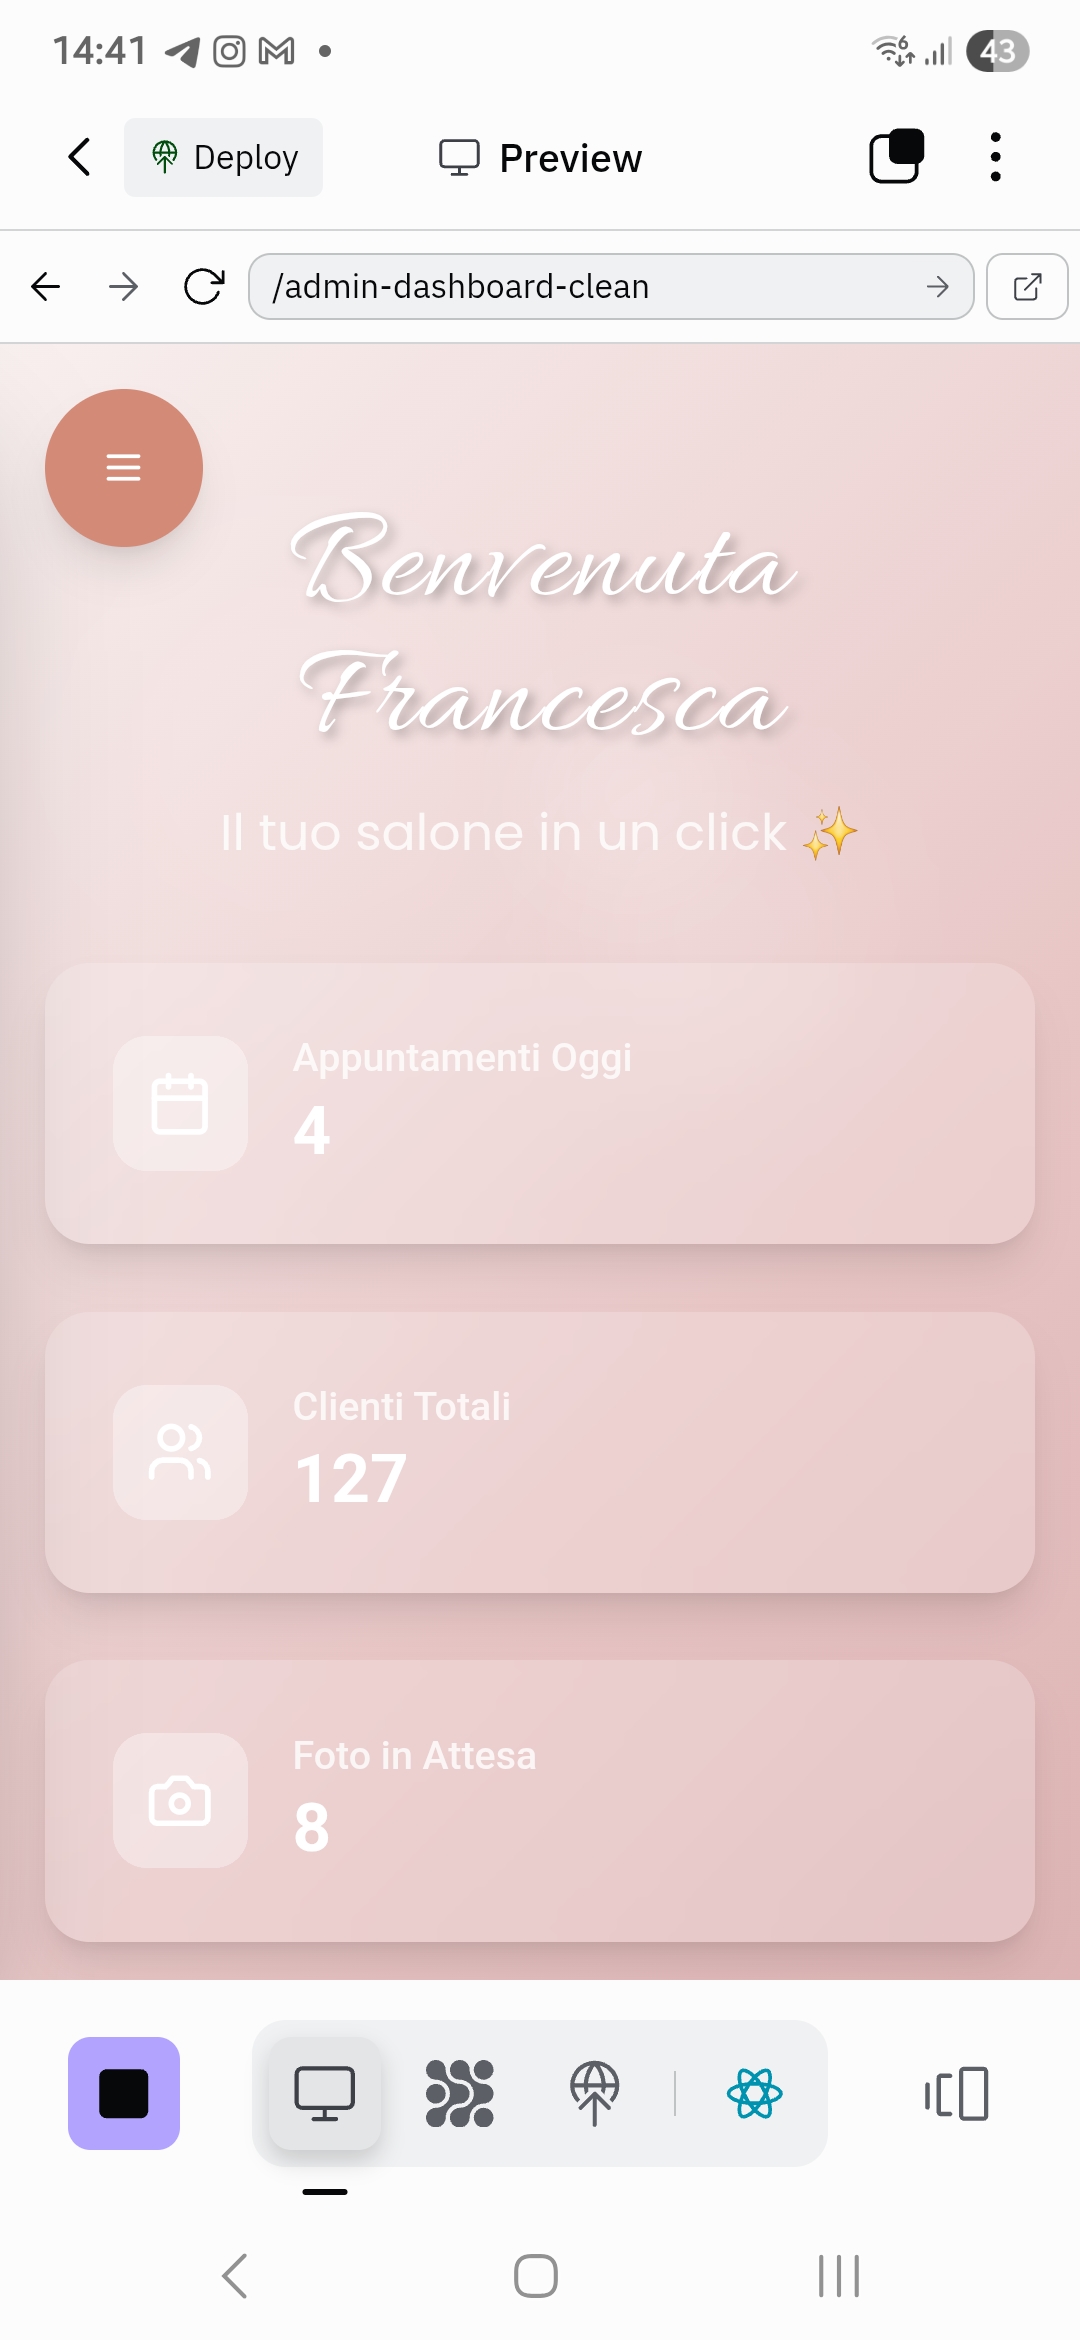 14:41
43
Deploy
Preview
/admin-dashboard-clean
Benvenuta
Francesca
Il tuo salone in un click ✨
Appuntamenti Oggi
4
Clienti Totali
127
Foto in Attesa
8